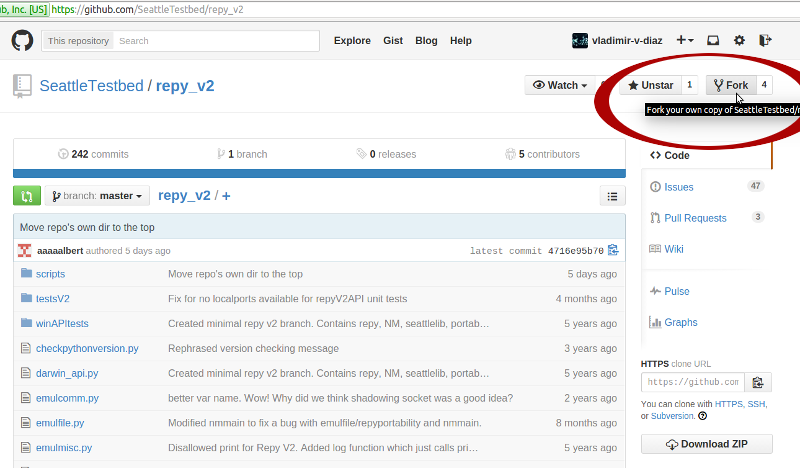 b, Inc. [US] https://github.com/SeattleTestbed/repy_v2
This repository Search Explore Gist Blog Help vladimir-v-diaz
SeattleTestbed / repy_v2 Watch Unstar 1 Fork 4
Fork your own copy of SeattleTestbed/r
242 commits 1 branch 0 releases 5 contributors
Code
branch: master repy_v2 / +
Issues 47
Pull Requests 3
Wiki
Pulse
Graphs
Move repo's own dir to the top
aaaaalbert authored 5 days ago latest commit 4716e95b70
scripts Move repo's own dir to the top 5 days ago
testsV2 Fix for no localports available for repyV2API unit tests 4 months ago
winAPItests Created minimal repy v2 branch. Contains repy, NM, seattlelib, portab… 5 years ago
checkpythonversion.py Rephrased version checking message 3 years ago
darwin_api.py Created minimal repy v2 branch. Contains repy, NM, seattlelib, portab… 5 years ago
emulcomm.py better var name. Wow! Why did we think shadowing socket was a good idea? 2 years ago
emulfile.py Modified nmmain to fix a bug with emulfile/repyportability and nmmain. 8 months ago
emulmisc.py Disallowed print for Repy V2. Added log function which just calls pri… 5 years ago
HTTPS clone URL
https://github.com
You can clone with HTTPS, SSH,
or Subversion.
Download ZIP